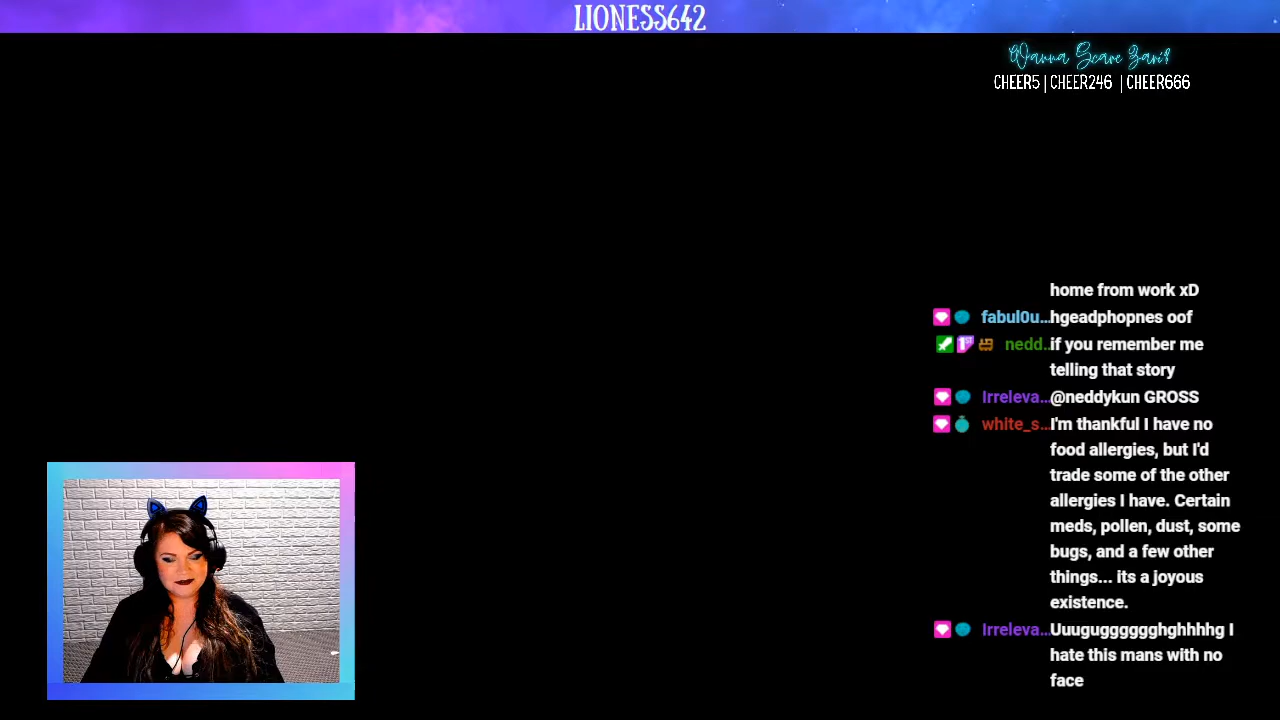 LIONESS642
Wanna Scare Zari?
CHEER5 | CHEER246 | CHEER666
home from work xD
fabul0u...hgeadphopnes oof
nedd...if you remember me
telling that story
Irreleva...@neddykun GROSS
white_s...I'm thankful I have no
food allergies, but I'd
trade some of the other
allergies I have. Certain
meds, pollen, dust, some
bugs, and a few other
things... its a joyous
existence.
Irreleva...Uuugugggggghghhhhg I
hate this mans with no
face